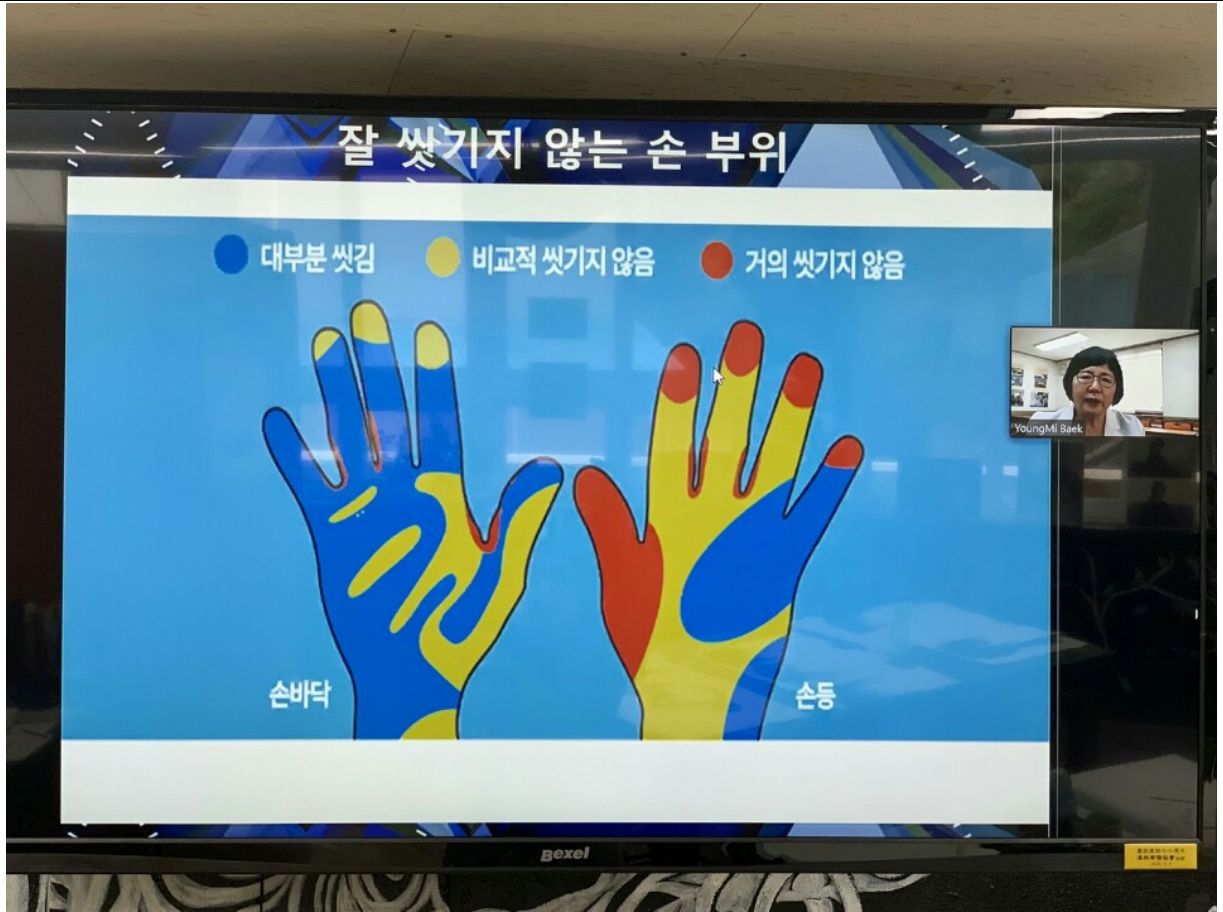 잘 씻기지 않는 손 부위
대부분 씻김
비교적 씻기지 않음
거의 씻기지 않음
YoungMi Baek
손바닥
손등
Bexel